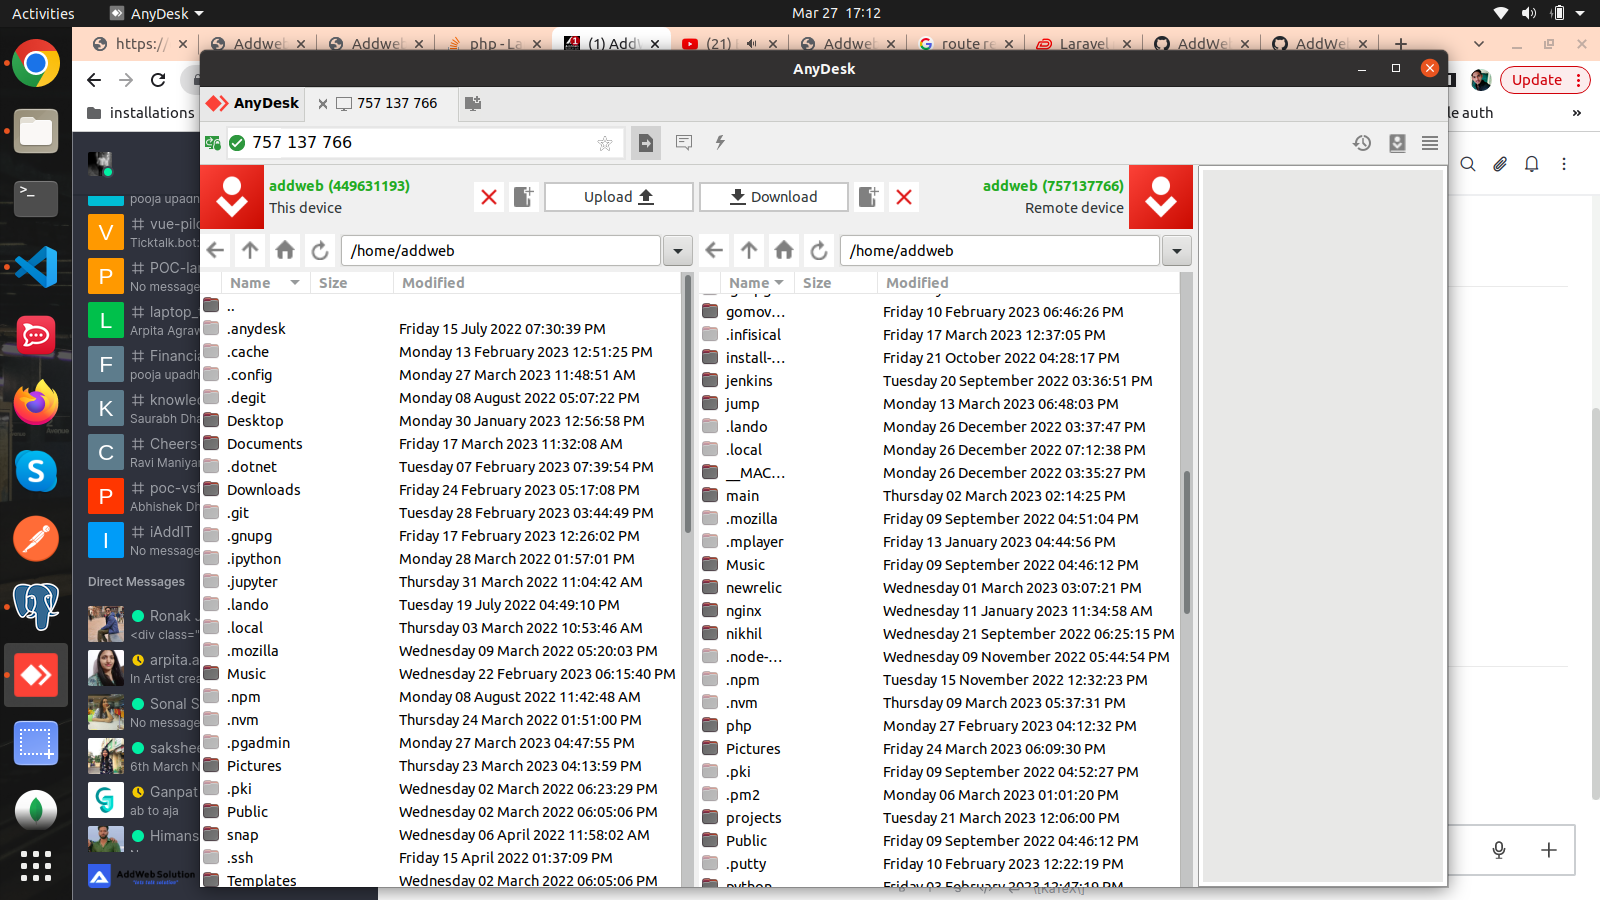 Activities
AnyDesk
Mar 27 17:12
https://
Addweb
Addweb
php - La
(1) AddW
(21)
Addweb
route re
Laravel
AddWeb
AddWeb
AnyDesk
Update
installations
le auth
AnyDesk
757 137 766
757 137 766
addweb (449631193)
This device
Upload
Download
addweb (757137766)
Remote device
/home/addweb
/home/addweb
Name
Size
Modified
Name
Size
Modified
..
.anydesk Friday 15 July 2022 07:30:39 PM
.cache Monday 13 February 2023 12:51:25 PM
.config Monday 27 March 2023 11:48:51 AM
.degit Monday 08 August 2022 05:07:22 PM
Desktop Monday 30 January 2023 12:56:58 PM
Documents Friday 17 March 2023 11:32:08 AM
.dotnet Tuesday 07 February 2023 07:39:54 PM
Downloads Friday 24 February 2023 05:17:08 PM
.git Tuesday 28 February 2023 03:44:49 PM
.gnupg Friday 17 February 2023 12:26:02 PM
.ipython Monday 28 March 2022 01:57:01 PM
.jupyter Thursday 31 March 2022 11:04:42 AM
.lando Tuesday 19 July 2022 04:49:10 PM
.local Thursday 03 March 2022 10:53:46 AM
.mozilla Wednesday 09 March 2022 05:20:03 PM
Music Wednesday 22 February 2023 06:15:40 PM
.npm Monday 08 August 2022 11:42:48 AM
.nvm Thursday 24 March 2022 01:51:00 PM
.pgadmin Monday 27 March 2023 04:47:55 PM
Pictures Thursday 23 March 2023 04:13:59 PM
.pki Wednesday 02 March 2022 06:23:29 PM
Public Wednesday 02 March 2022 06:05:06 PM
snap Wednesday 06 April 2022 11:58:02 AM
.ssh Friday 15 April 2022 01:37:09 PM
Templates Wednesday 02 March 2022 06:05:06 PM
gomov... Friday 10 February 2023 06:46:26 PM
.infisical Friday 17 March 2023 12:37:05 PM
install-... Friday 21 October 2022 04:28:17 PM
jenkins Tuesday 20 September 2022 03:36:51 PM
jump Monday 13 March 2023 06:48:03 PM
.lando Monday 26 December 2022 03:37:47 PM
.local Monday 26 December 2022 07:12:38 PM
__MAC... Monday 26 December 2022 03:35:27 PM
main Thursday 02 March 2023 02:14:25 PM
.mozilla Friday 09 September 2022 04:51:04 PM
.mplayer Friday 13 January 2023 04:44:56 PM
Music Friday 09 September 2022 04:46:12 PM
newrelic Wednesday 01 March 2023 03:07:21 PM
nginx Wednesday 11 January 2023 11:34:58 AM
nikhil Wednesday 21 September 2022 06:25:15 PM
.node-... Wednesday 09 November 2022 05:44:54 PM
.npm Tuesday 15 November 2022 12:32:23 PM
.nvm Thursday 09 March 2023 05:37:31 PM
php Monday 27 February 2023 04:12:32 PM
Pictures Friday 24 March 2023 06:09:30 PM
.pki Friday 09 September 2022 04:52:27 PM
.pm2 Monday 06 March 2023 01:01:20 PM
projects Tuesday 21 March 2023 12:06:00 PM
Public Friday 09 September 2022 04:46:12 PM
.putty Friday 10 February 2023 12:22:19 PM
python Friday 03 February 2023 12:47:19 PM
pooja upadh
V # vue-pil
Ticktalk.bot:
P # POC-la
No message
L # laptop_
Arpita Agraw
F # Financia
pooja upadh
K # knowled
Saurabh Dha
C # Cheers-
Ravi Maniyar
P # poc-vsf
Abhishek Dh
I # iAddIT
No message
Direct Messages
Ronak J
<div class="
arpita.a
In Artist crea
Sonal S
No message
sakshee
6th March N
Ganpat
ab to aja
Himans
AddWeb Solution